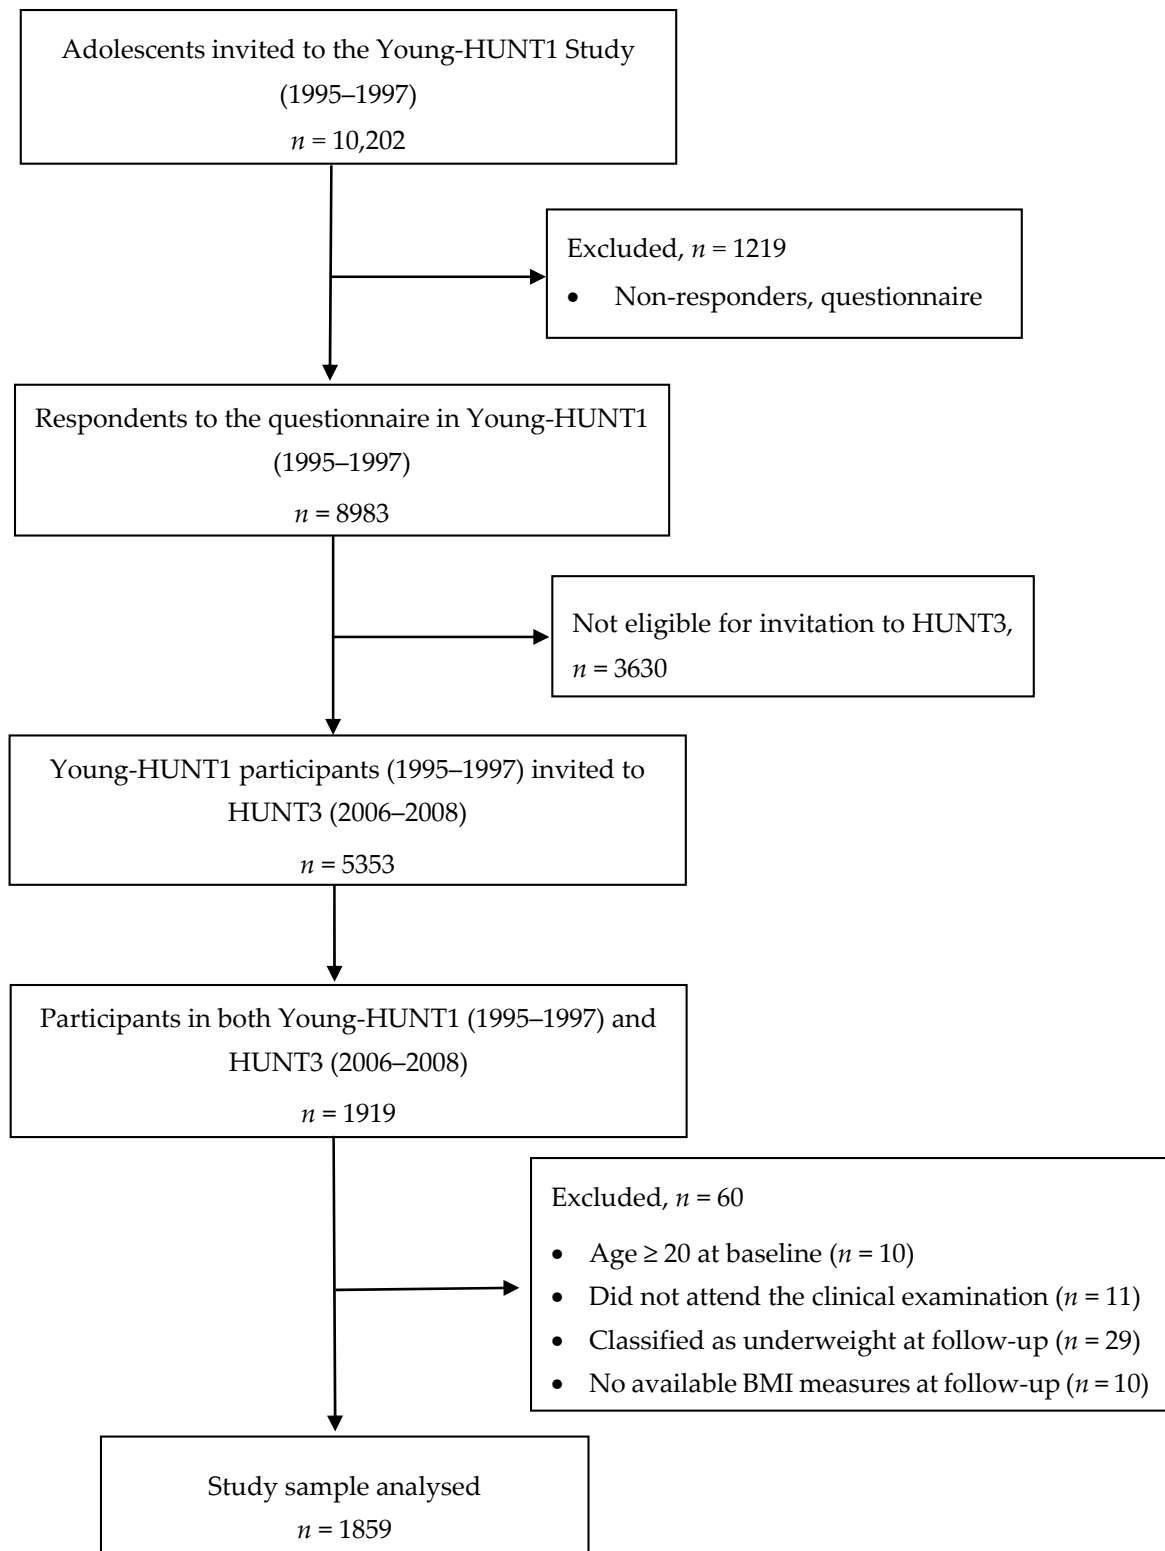 Adolescents invited to the Young-HUNT1 Study
(1995–1997)
n = 10,202
Excluded, n = 1219
• Non-responders, questionnaire
Respondents to the questionnaire in Young-HUNT1
(1995–1997)
n = 8983
Not eligible for invitation to HUNT3,
n = 3630
Young-HUNT1 participants (1995–1997) invited to
HUNT3 (2006–2008)
n = 5353
Participants in both Young-HUNT1 (1995–1997) and
HUNT3 (2006–2008)
n = 1919
Excluded, n = 60
• Age ≥ 20 at baseline (n = 10)
• Did not attend the clinical examination (n = 11)
• Classified as underweight at follow-up (n = 29)
• No available BMI measures at follow-up (n = 10)
Study sample analysed
n = 1859